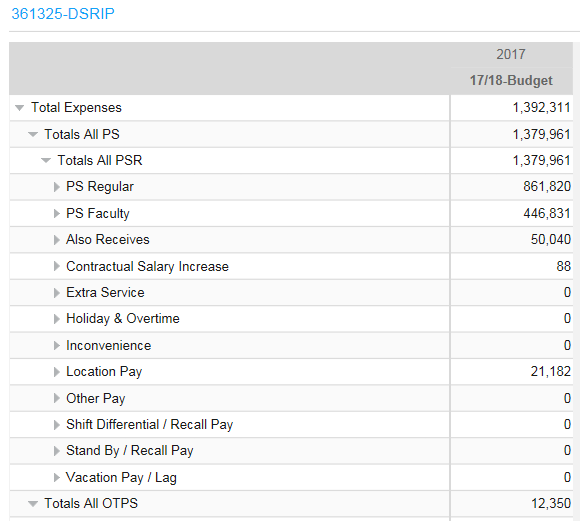 361325-DSRIP
2017
17/18-Budget
Total Expenses 1,392,311
Totals All PS 1,379,961
Totals All PSR 1,379,961
PS Regular 861,820
PS Faculty 446,831
Also Receives 50,040
Contractual Salary Increase 88
Extra Service 0
Holiday & Overtime 0
Inconvenience 0
Location Pay 21,182
Other Pay 0
Shift Differential / Recall Pay 0
Stand By / Recall Pay 0
Vacation Pay / Lag 0
Totals All OTPS 12,350